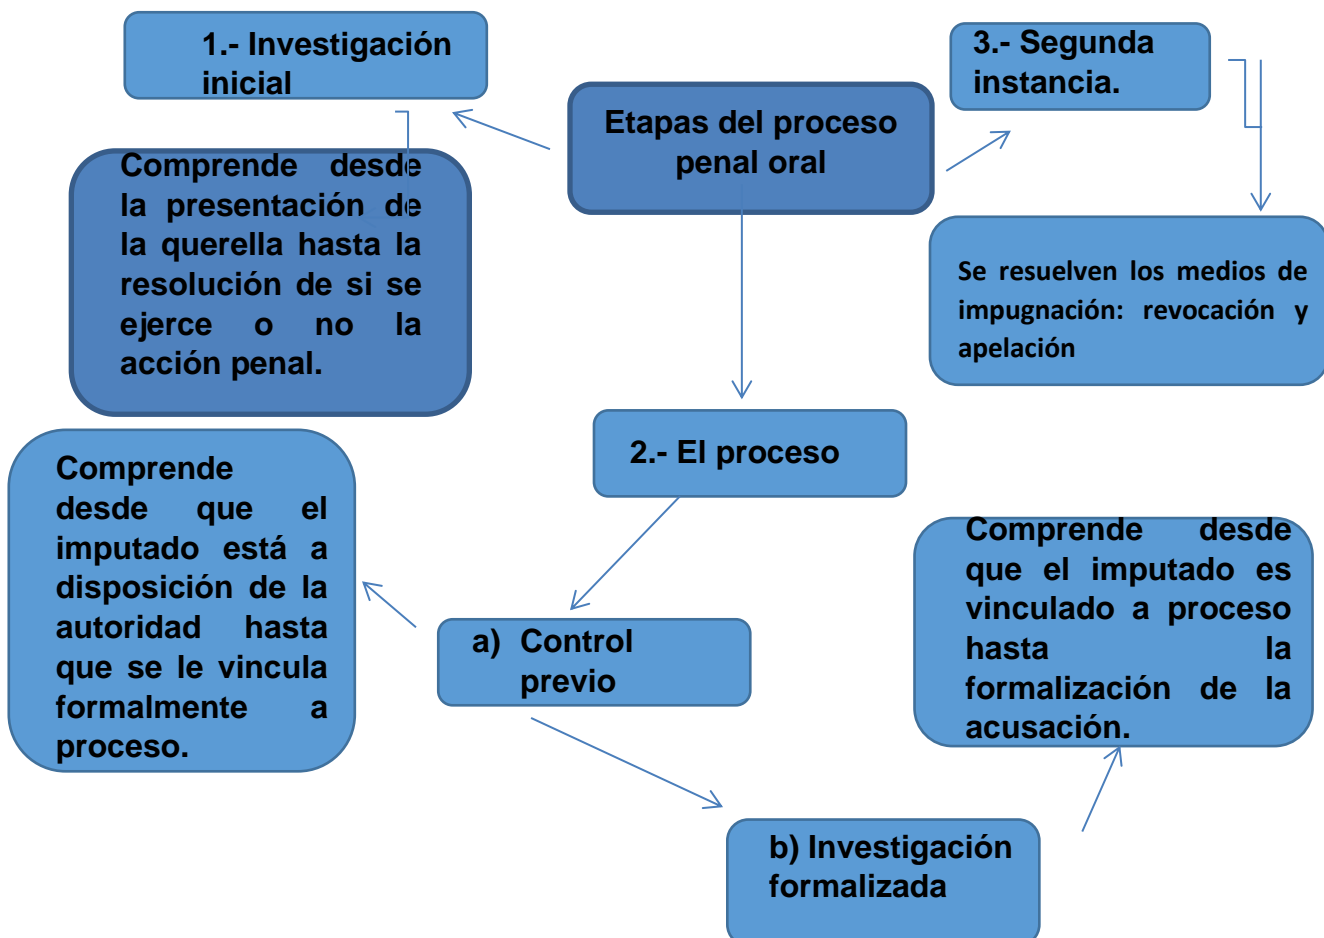 1.- Investigación
inicial
3.- Segunda
instancia.
Etapas del proceso
penal oral
Comprende desde
la presentación de
la querella hasta la
resolución de si se
ejerce o no la
acción penal.
Se resuelven los medios de
impugnación: revocación y
apelación
2.- El proceso
Comprende
desde que el
imputado está a
disposición de la
autoridad hasta
que se le vincula
formalmente a
proceso.
a) Control
previo
Comprende desde
que el imputado es
vinculado a proceso
hasta la
formalización de la
acusación.
b) Investigación
formalizada